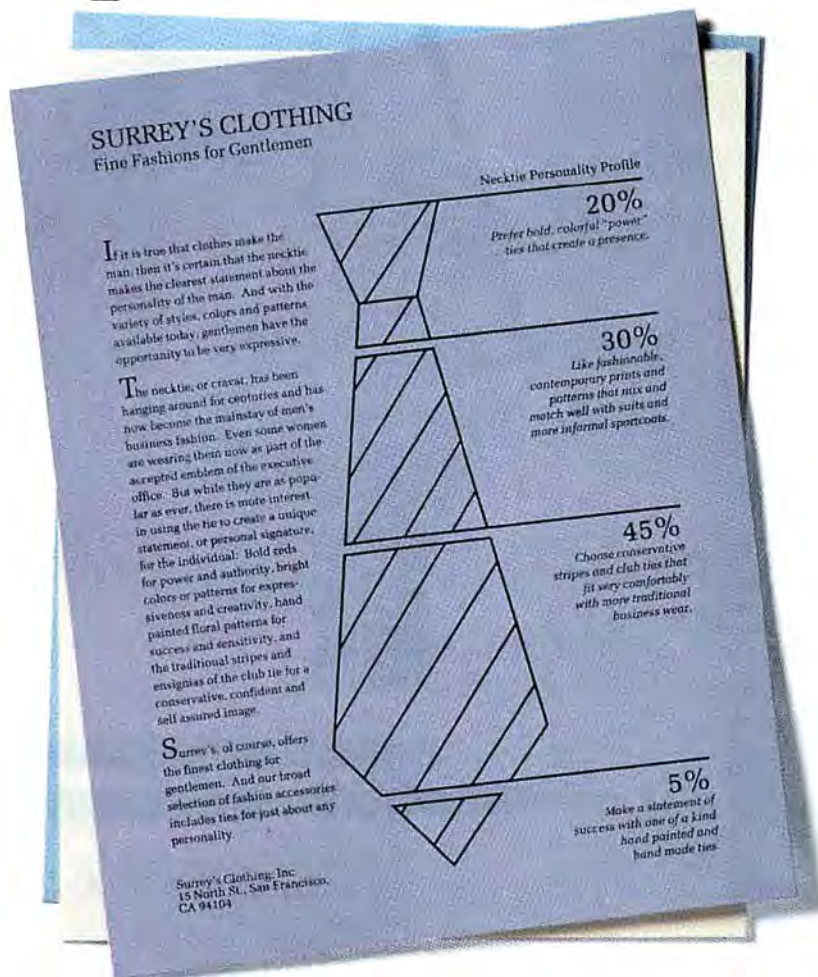 SURREY'S CLOTHING
Fine Fashions for Gentlemen
If it is true that clothes make the
man, then it's certain that the necktie
makes the clearest statement about the
personality of the man. And with the
variety of styles, colors and patterns
available today, gentlemen have the
opportunity to be very expressive.
The necktie, or cravat, has been
hanging around for centuries and has
now become the mainstay of men's
business fashion. Even some women
are wearing them now as part of the
accepted emblem of the executive
office. But while they are as popu-
lar as ever, there is more interest
in using the tie to create a unique
statement, or personal signature,
for the individual: Bold reds
for power and authority, bright
colors or patterns for expres-
siveness and creativity, hand
painted floral patterns for
success and sensitivity, and
the traditional stripes and
ensignias of the club tie for a
conservative, confident and
self assured image.
Surrey's, of course, offers
the finest clothing for
gentlemen. And our broad
selection of fashion accessories
includes ties for just about any
personality.
Surrey's Clothing, Inc.
15 North St., San Francisco,
CA 94104
Necktie Personality Profile
20%
Prefer bold, colorful "power"
ties that create a presence.
30%
Like fashionable,
contemporary prints and
patterns that mix and
match well with suits and
more informal sportcoats.
45%
Choose conservative
stripes and club ties that
fit very comfortably
with more traditional
business wear.
5%
Make a statement of
success with one of a kind
hand painted and
hand made ties.